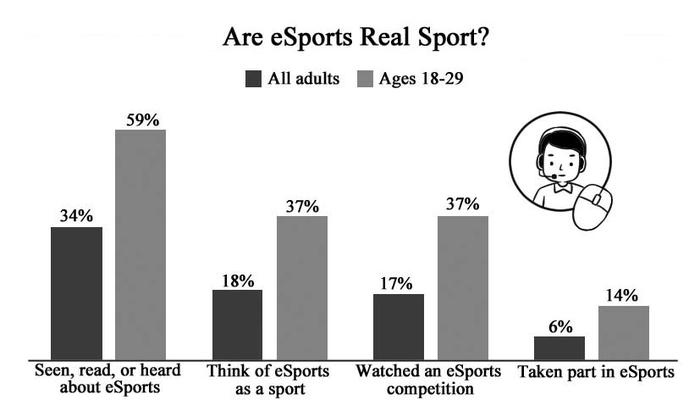 Are eSports Real Sport?
All adults Ages 18-29
59%
34%
37%
18%
37%
17%
14%
6%
Seen, read, or heard
about eSports
Think of eSports
as a sport
Watched an eSports
competition
Taken part in eSports